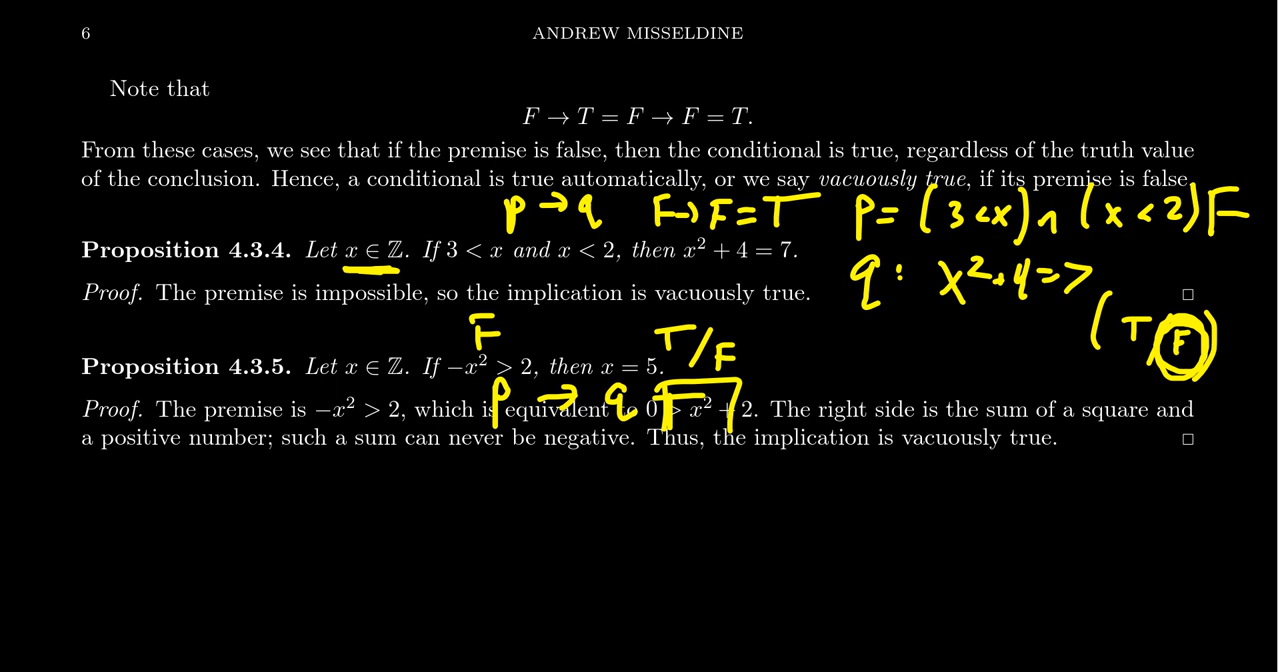 6 ANDREW MISSELDINE
Note that
F → T = F → F = T.
From these cases, we see that if the premise is false, then the conditional is true, regardless of the truth value
of the conclusion. Hence, a conditional is true automatically, or we say vacuously true, if its premise is false.
p → q F → F = T p = (3 < x) ∧ (x < 2) F
Proposition 4.3.4. Let x ∈ ℤ. If 3 < x and x < 2, then x² + 4 = 7.
q : x² + 4 = 7
Proof. The premise is impossible, so the implication is vacuously true. □
(T/F)
F T/F
Proposition 4.3.5. Let x ∈ ℤ. If −x² > 2, then x = 5.
p → q F
Proof. The premise is −x² > 2, which is equivalent to 0 > x² + 2. The right side is the sum of a square and
a positive number; such a sum can never be negative. Thus, the implication is vacuously true. □